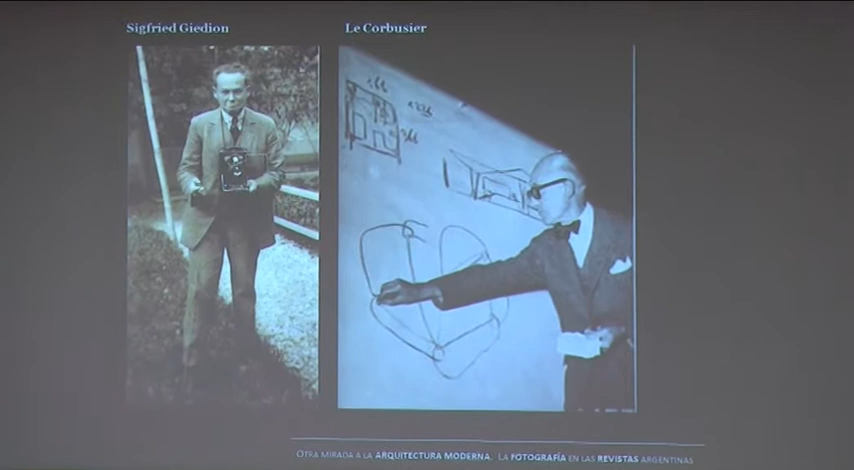 Sigfried Giedion
Le Corbusier
OTRA MIRADA A LA ARQUITECTURA MODERNA. LA FOTOGRAFÍA EN LAS REVISTAS ARGENTINAS